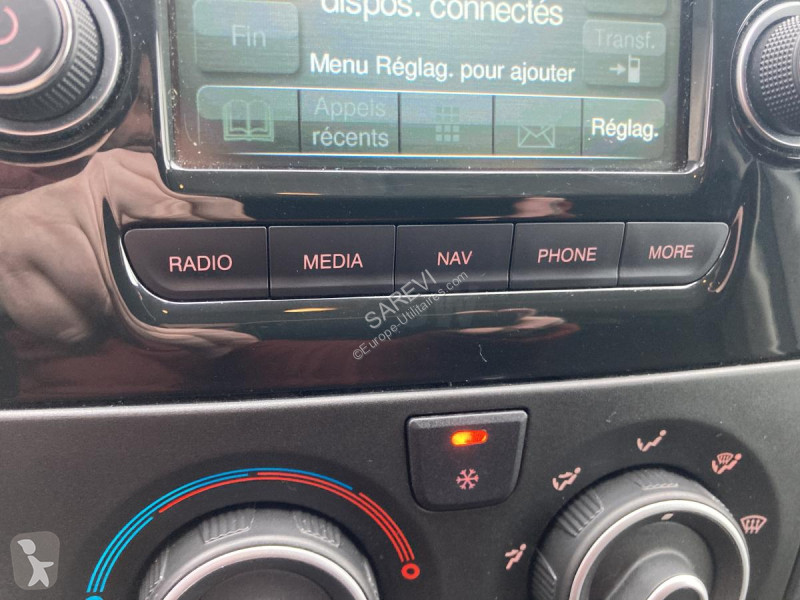 dispos. connectés
Fin
Transf.
Menu Réglag. pour ajouter
Appels
récents
Réglag.
RADIO
MEDIA
NAV
PHONE
MORE
SAREVI
©Europe-Utilitaires.com